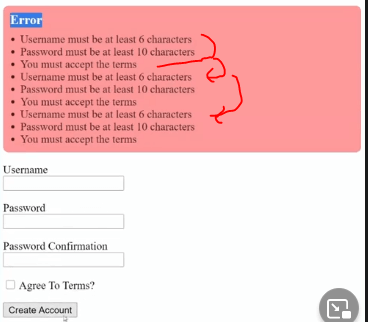 Error
Username must be at least 6 characters
Password must be at least 10 characters
You must accept the terms
Username must be at least 6 characters
Password must be at least 10 characters
You must accept the terms
Username must be at least 6 characters
Password must be at least 10 characters
You must accept the terms
Username
Password
Password Confirmation
Agree To Terms?
Create Account